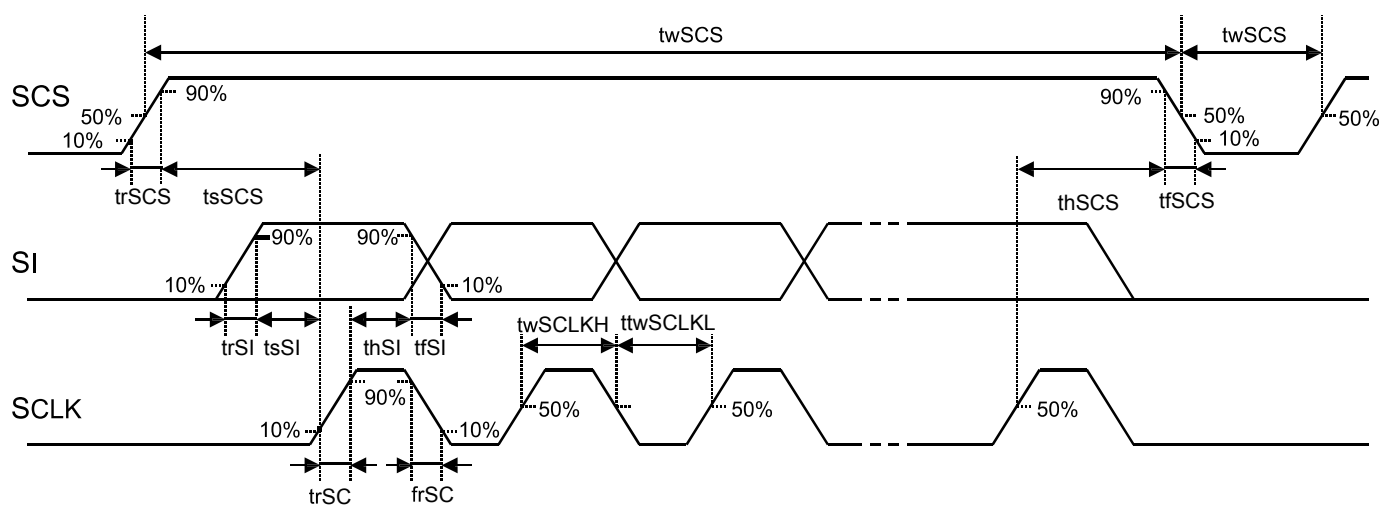 twSCS twSCS
SCS 90% 90%
50% 50% 50%
10% 10%
trSCS tsSCS thSCS tfSCS
SI 90% 90%
10% 10%
trSI tsSI thSI tfSI twSCLKH ttwSCLKL
SCLK 90% 50% 50% 50%
10% 10%
trSC frSC